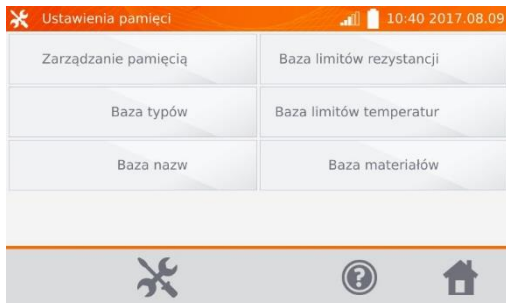 Ustawienia pamięci 10:40 2017.08.09
Zarządzanie pamięcią Baza limitów rezystancji
Baza typów Baza limitów temperatur
Baza nazw Baza materiałów